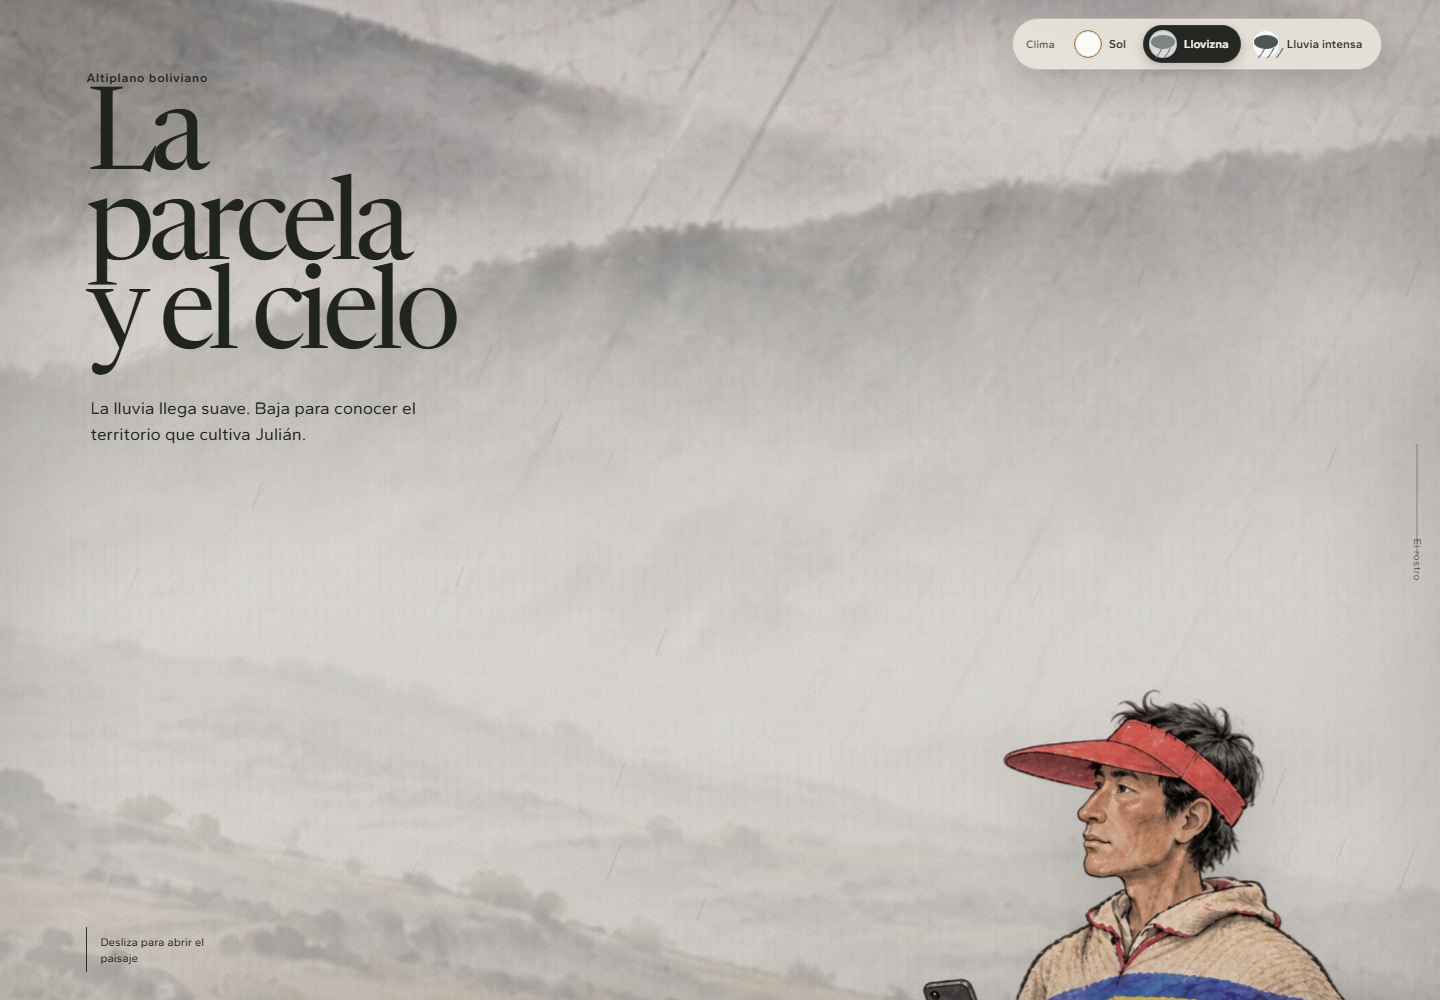 Clima
Sol
Llovizna
Lluvia intensa
Altiplano boliviano
La
parcela
y el cielo
La lluvia llega suave. Baja para conocer el
territorio que cultiva Julián.
El rostro
Desliza para abrir el
paisaje